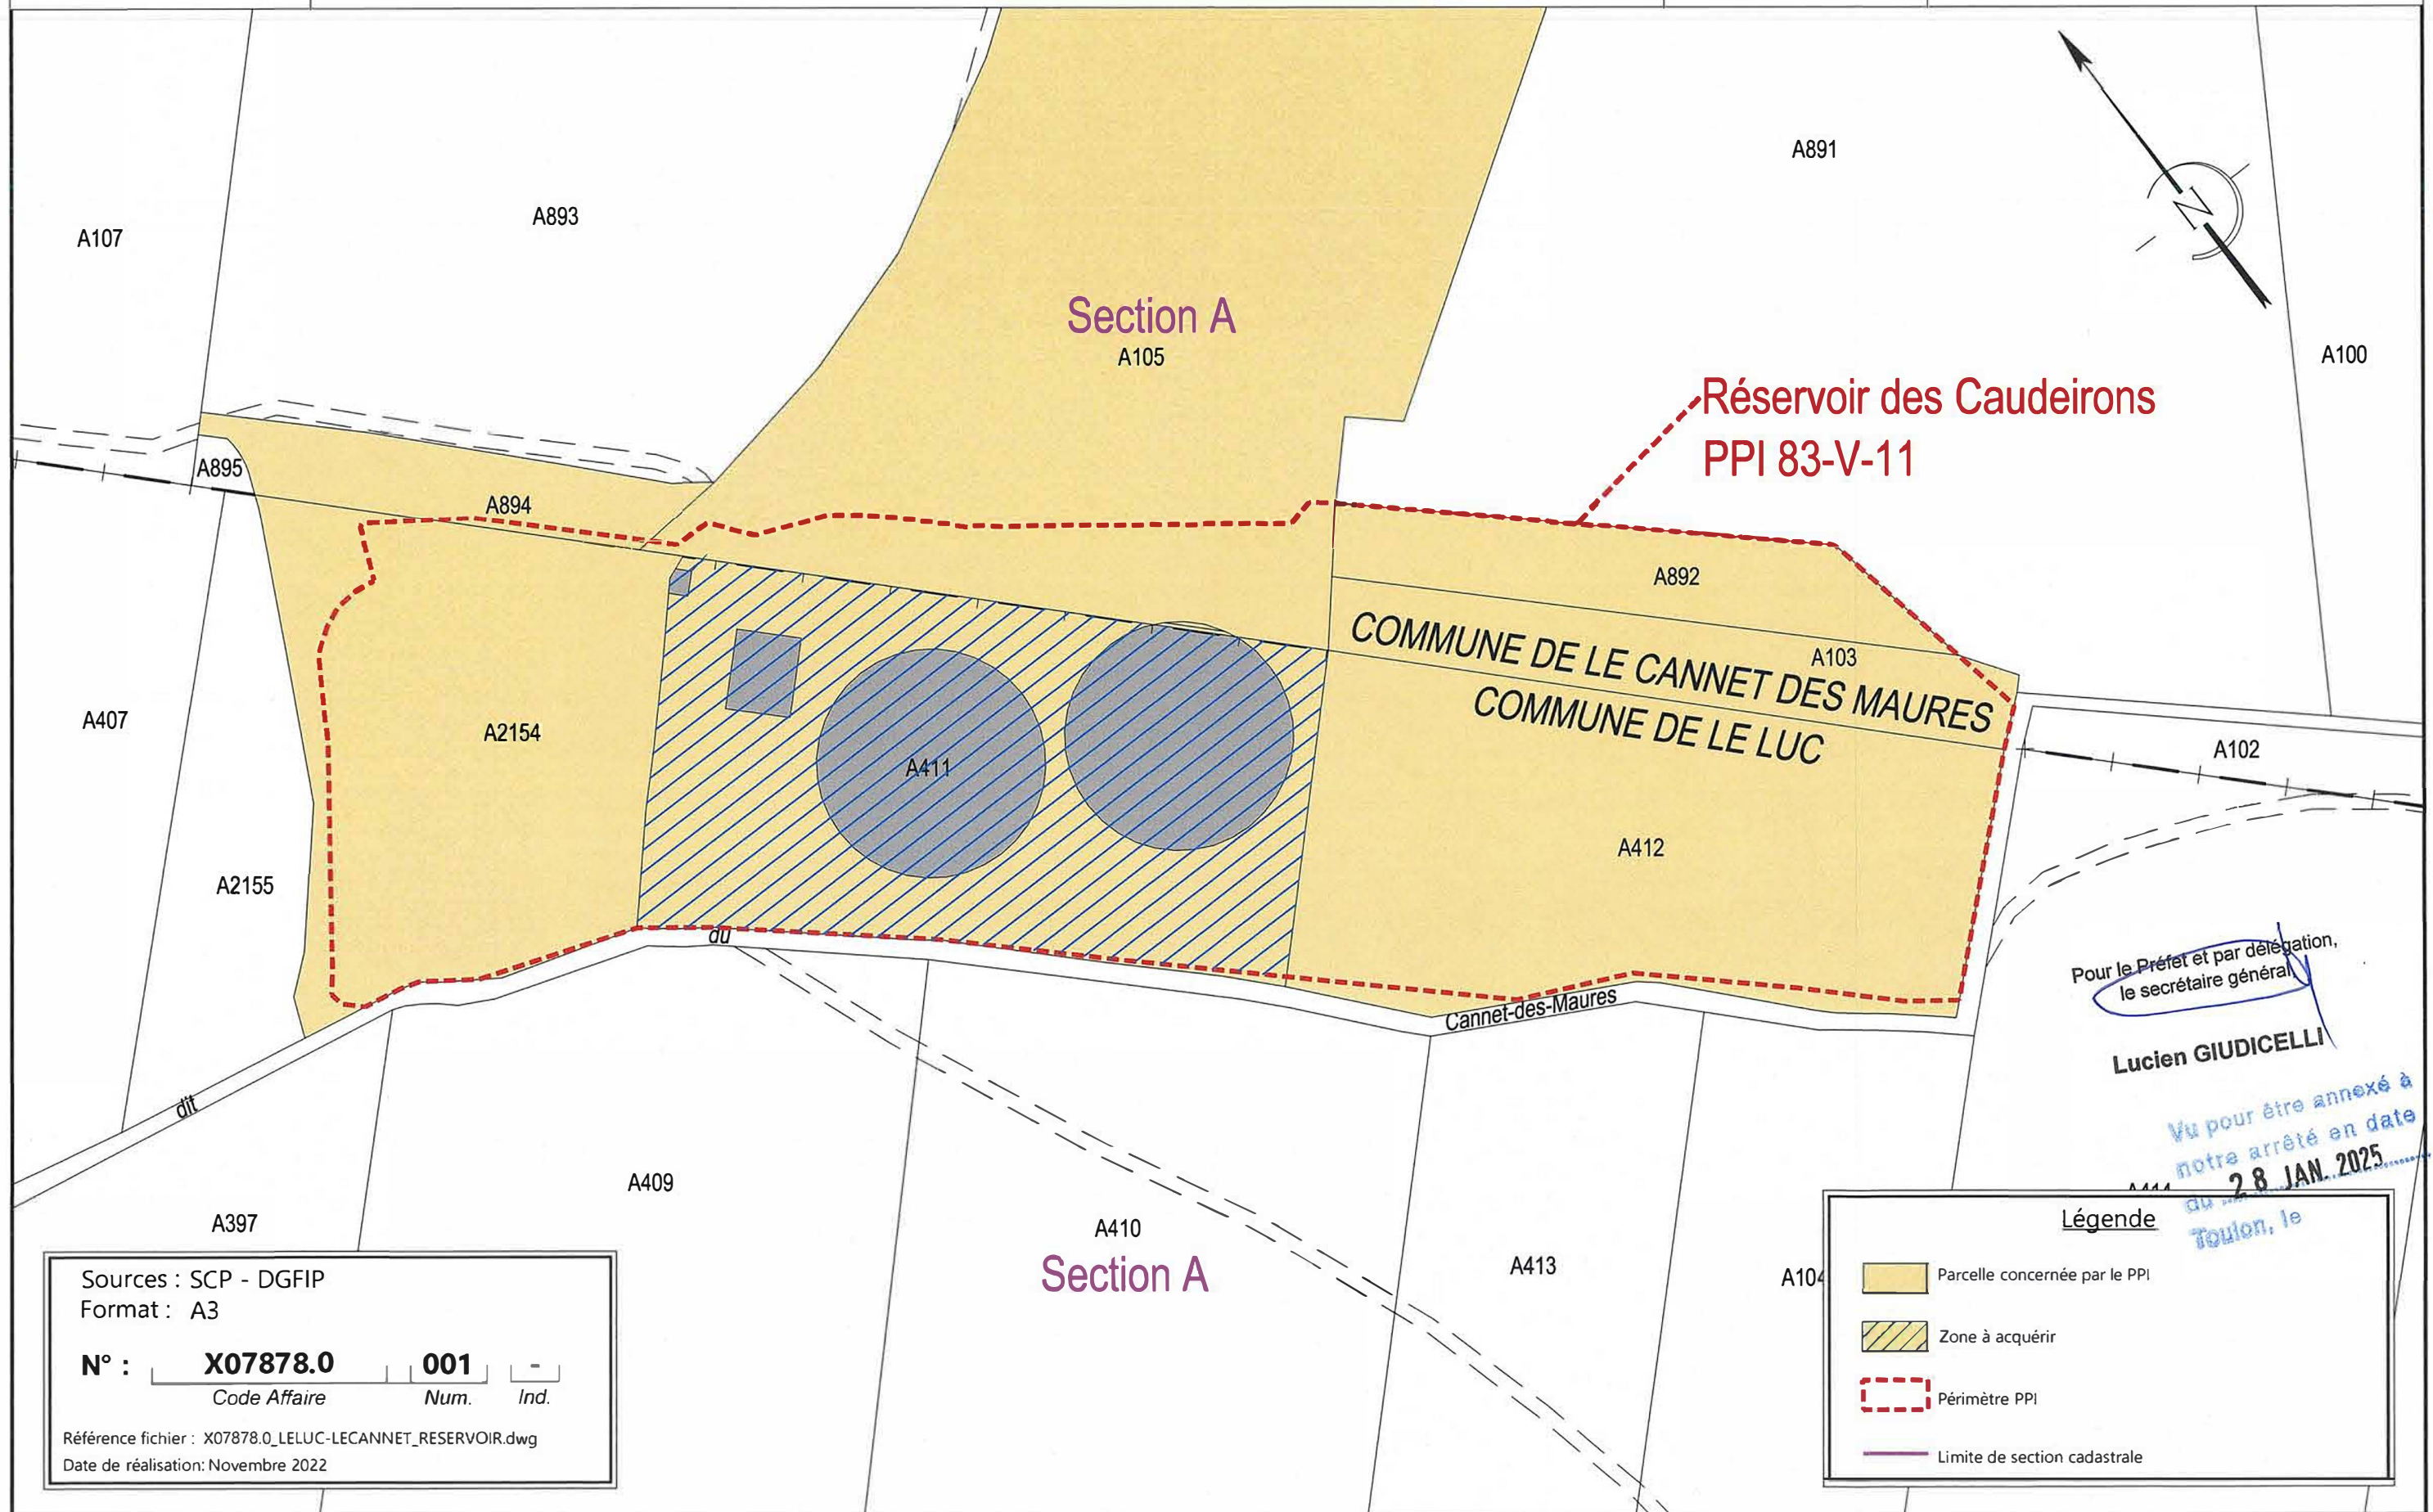 A107
A893
A891
Section A
A105
N
A100
Réservoir des Caudeirons
PPI 83-V-11
A895
A894
A892
COMMUNE DE LE CANNET DES MAURES
A103
COMMUNE DE LE LUC
A407
A2154
A411
A102
A412
A2155
du
Cannet-des-Maures
dit
Pour le Préfet et par délégation,
le secrétaire général,
Lucien GIUDICELLI
Vu pour être annexé à
notre arrêté en date
du 28 JAN. 2025
Toulon, le
A397
A409
A410
Section A
A413
A104
Sources : SCP - DGFIP
Format : A3
N° : X07878.0 001 -
Code Affaire Num. Ind.
Référence fichier : X07878.0_LELUC-LECANNET_RESERVOIR.dwg
Date de réalisation: Novembre 2022
Légende
Parcelle concernée par le PPI
Zone à acquérir
Périmètre PPI
Limite de section cadastrale